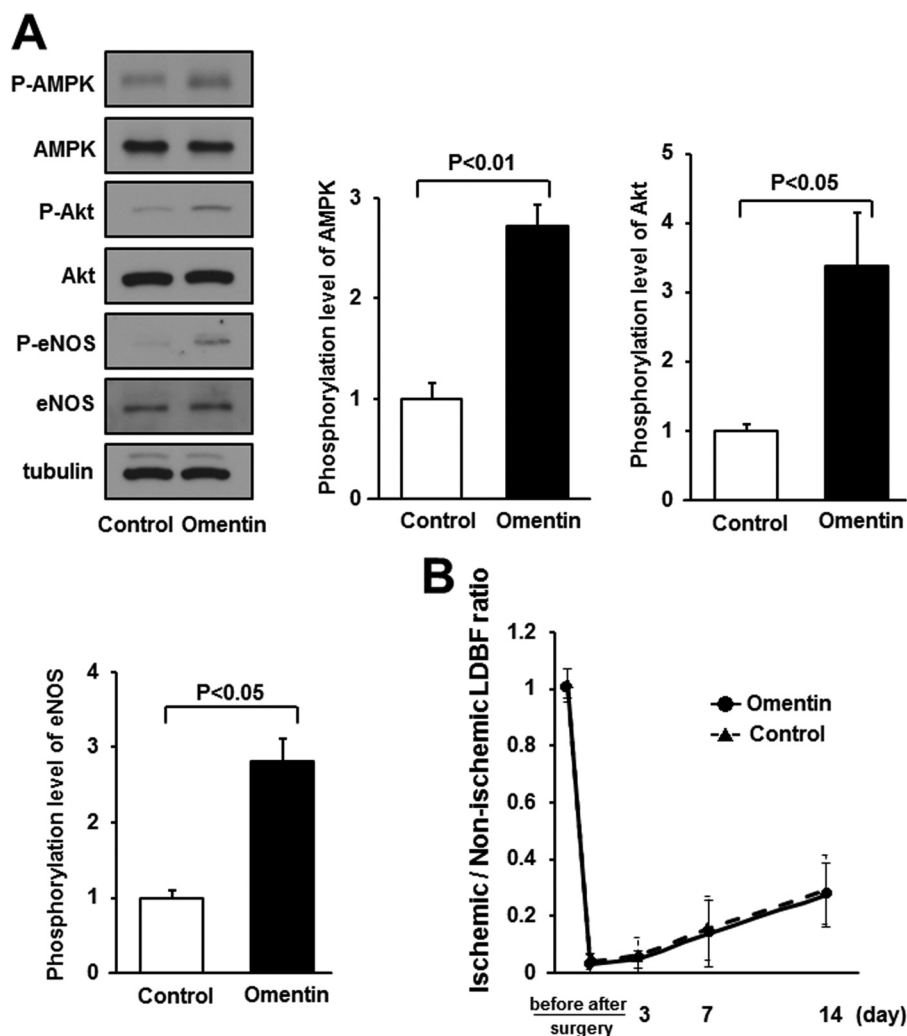 A
P-AMPK
AMPK
P-Akt
Akt
P-eNOS
eNOS
tubulin
Control Omentin
Phosphorylation level of AMPK
3
2
1
0
P<0.01
Control Omentin
Phosphorylation level of Akt
5
4
3
2
1
0
P<0.05
Control Omentin
Phosphorylation level of eNOS
4
3
2
1
0
P<0.05
Control Omentin
B
Ischemic / Non-ischemic LDBF ratio
1.2
1
0.8
0.6
0.4
0.2
0
Omentin
Control
before after 3 7 14 (day)
surgery